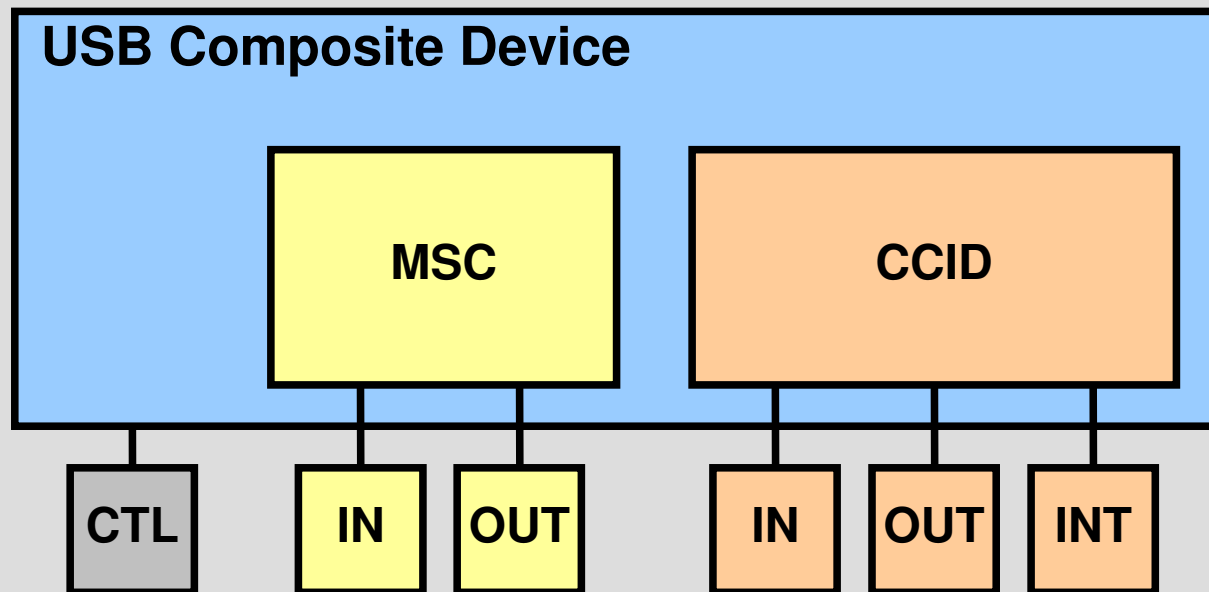 USB Composite Device
MSC
CCID
CTL
IN
OUT
IN
OUT
INT